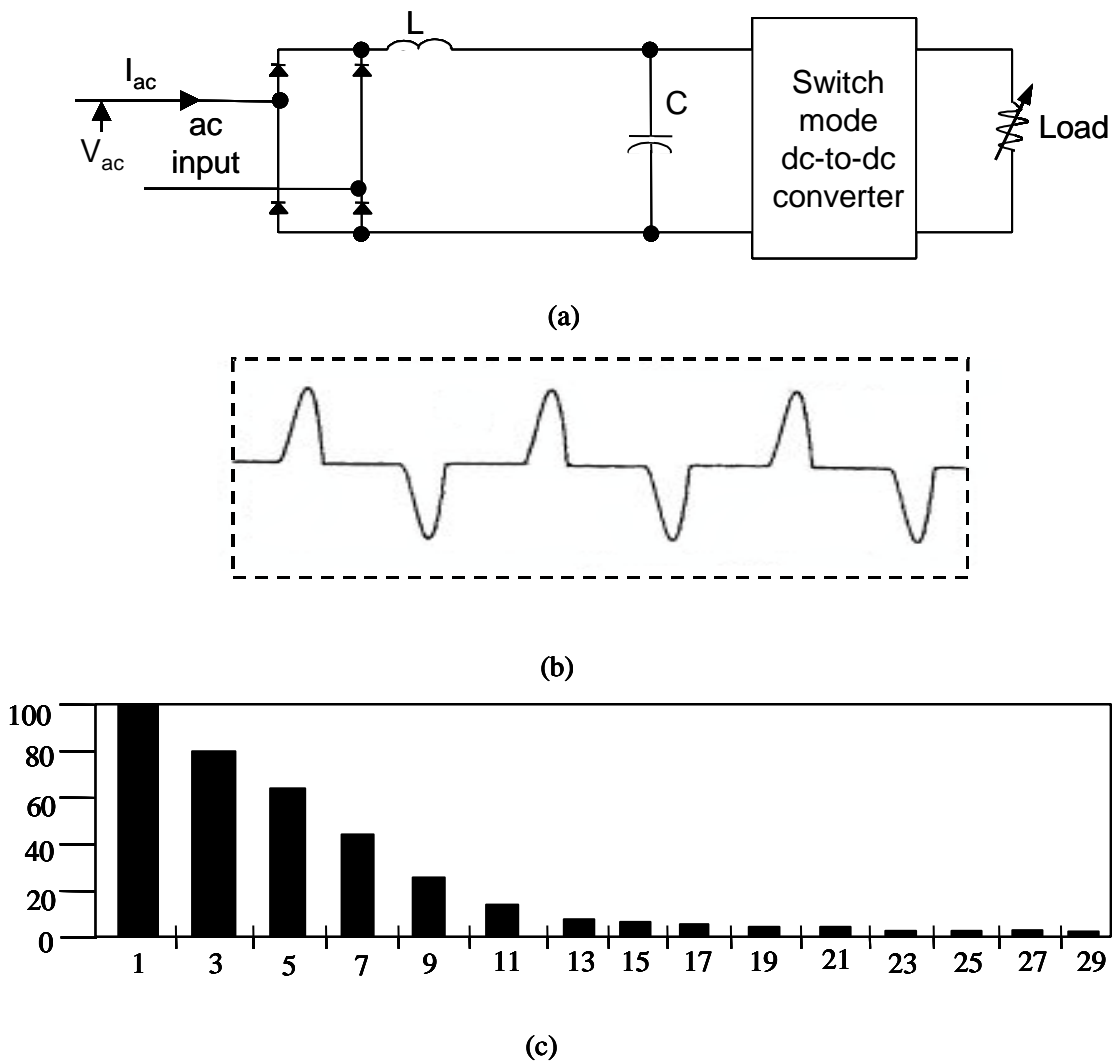 L
I ac
ac
input
V ac
C
Switch
mode
dc-to-dc
converter
Load
(a)
(b)
100
80
60
40
20
0
1 3 5 7 9 11 13 15 17 19 21 23 25 27 29
(c)